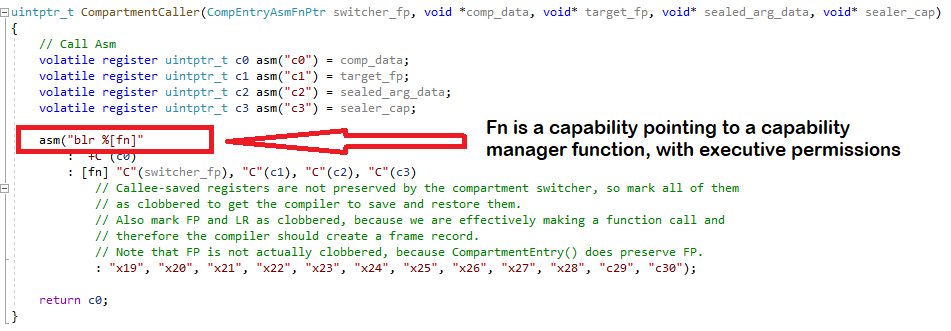 uintptr_t CompartmentCaller(CompEntryAsmFnPtr switcher_fp, void *comp_data, void* target_fp, void* sealed_arg_data, void* sealer_cap)
{
// Call Asm
volatile register uintptr_t c0 asm("c0") = comp_data;
volatile register uintptr_t c1 asm("c1") = target_fp;
volatile register uintptr_t c2 asm("c2") = sealed_arg_data;
volatile register uintptr_t c3 asm("c3") = sealer_cap;
asm("blr %[fn]"
: "+C"(c0)
: [fn] "C"(switcher_fp), "C"(c1), "C"(c2), "C"(c3)
// Callee-saved registers are not preserved by the compartment switcher, so mark all of them
// as clobbered to get the compiler to save and restore them.
// Also mark FP and LR as clobbered, because we are effectively making a function call and
// therefore the compiler should create a frame record.
// Note that FP is not actually clobbered, because CompartmentEntry() does preserve FP.
: "x19", "x20", "x21", "x22", "x23", "x24", "x25", "x26", "x27", "x28", "c29", "c30");
return c0;
}
Fn is a capability pointing to a capability
manager function, with executive permissions